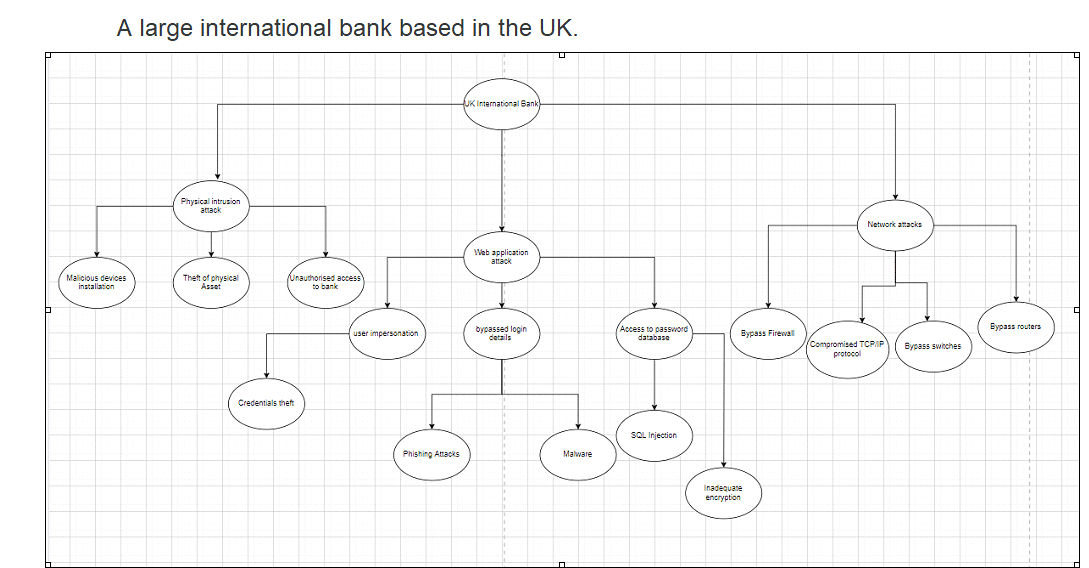 A large international bank based in the UK.
UK International Bank
Physical intrusion
attack
Network attacks
Web application
attack
Malicious devices
installation
Theft of physical
Asset
Unauthorised access
to bank
user impersonation
bypassed login
details
Access to password
database
Bypass Firewall
Compromised TCP/IP
protocol
Bypass switches
Bypass routers
Credentials theft
Phishing Attacks
Malware
SQL Injection
Inadequate
encryption